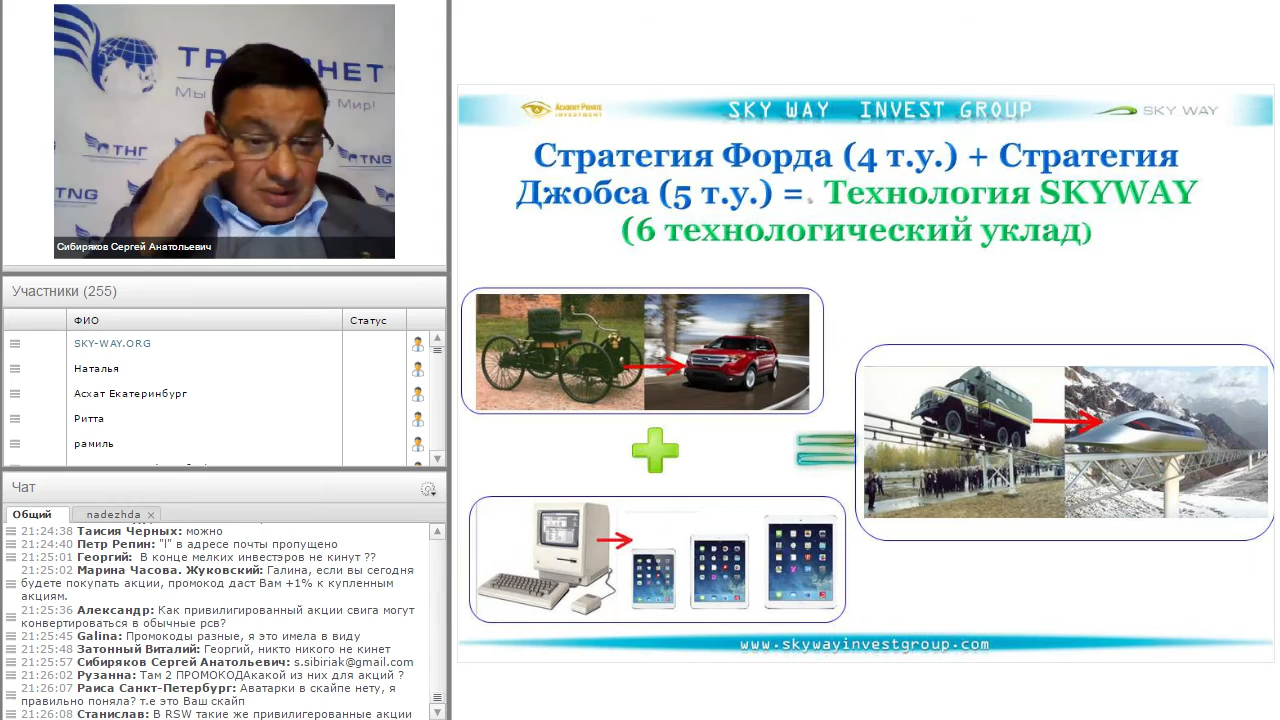 ТНГ
TNG
TNG
Сибиряков Сергей Анатольевич
Участники (255)
ФИО
Статус
SKY-WAY.ORG
Наталья
Асхат Екатеринбург
Ритта
рамиль
Чат
Общий
nadezhda
21:24:38 Таисия Черных: можно
21:24:40 Петр Репин: "I" в адресе почты пропущено
21:25:01 Георгий: В конце мелких инвестэров не кинут ??
21:25:02 Марина Часова. Жуковский: Галина, если вы сегодня
будете покупать акции, промокод даст Вам +1% к купленным
акциям.
21:25:36 Александр: Как привилигированный акции свига могут
конвертироваться в обычные рсв?
21:25:45 Galina: Промокоды разные, я это имела в виду
21:25:48 Затонный Виталий: Георгий, никто никого не кинет
21:25:57 Сибиряков Сергей Анатольевич: s.sibiriak@gmail.com
21:26:02 Рузанна: Там 2 ПРОМОКОДАкакой из них для акций ?
21:26:07 Раиса Санкт-Петербург: Аватарки в скайпе нету, я
правильно поняла? т.е это Ваш скайп
21:26:08 Станислав: В RSW такие же привилигерованные акции
ACADEMY PRIVATE
INVESTMENT
SKY WAY INVEST GROUP
SKY WAY
Стратегия Форда (4 т.у.) + Стратегия
Джобса (5 т.у.) =. Технология SKYWAY
(6 технологический уклад)
www.skywayinvestgroup.com